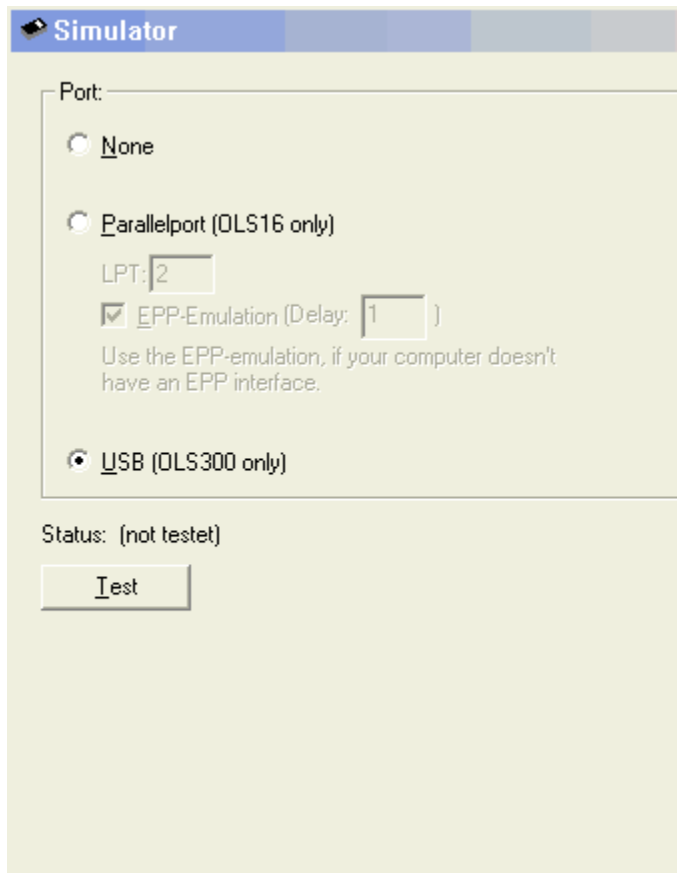 Simulator
Port:
None
Parallelport (OLS16 only)
LPT: 2
EPP-Emulation (Delay: 1 )
Use the EPP-emulation, if your computer doesn't
have an EPP interface.
USB (OLS300 only)
Status: (not testet)
Test